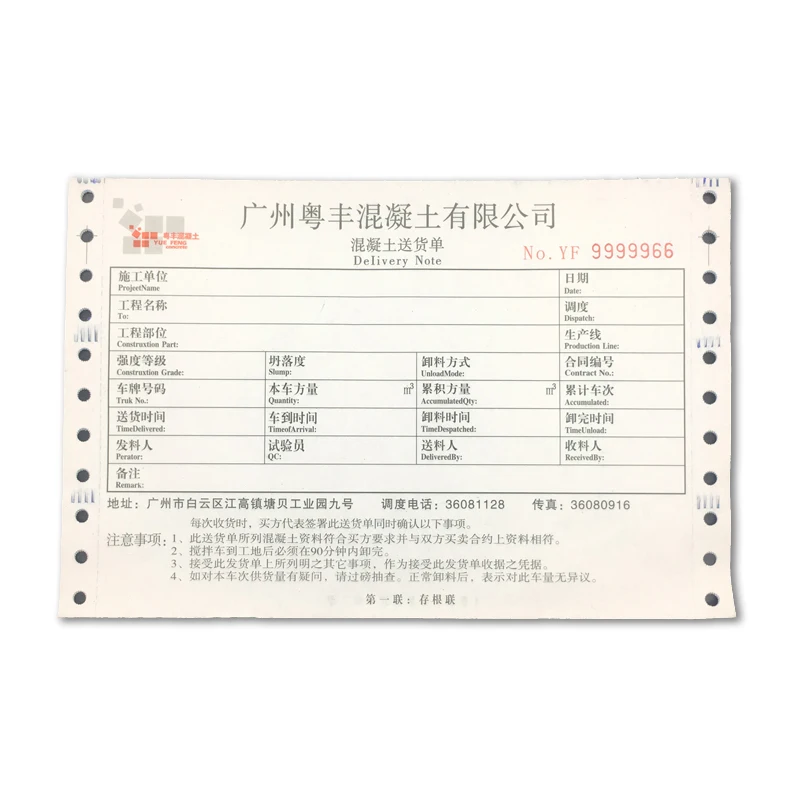 粤丰混凝土
YUE FENG
广州粤丰混凝土有限公司
混凝土送货单
Delivery Note
No.YF 9999966
施工单位 日期
ProjetName Date:
工程名称 调度
To: Dispatch:
工程部位 生产线
Construxtion Part: Production Line:
强度等级 坍落度 卸料方式 合同编号
Construxtion Grade: Slump: UnloadMode: Contract No.:
车牌号码 本车方量 m³ 累积方量 m³ 累计车次
Truk No.: Quantity: AccumulatedQty: Accumulated:
送货时间 车到时间 卸料时间 卸完时间
TimeDelivered: TimeofArrival: TimeDespatched: TimeUnload:
发料人 试验员 送料人 收料人
Perator: QC: DeliveredBy: ReceivedBy:
备注
Remark:
地址：广州市白云区江高镇塘贝工业园九号 调度电话：36081128 传真：36080916
每次收货时，买方代表签署此送货单同时确认以下事项。
注意事项：1、此送货单所列混凝土资料符合买方要求并与双方买卖合约上资料相符。
2、搅拌车到工地后必须在90分钟内卸完。
3、接受此发货单上所列明之其它事项，作为接受此发货单收据之凭据。
4、如对本车次供货量有疑问，请过磅抽查。正常卸料后，表示对此车量无异议。
第一联：存根联